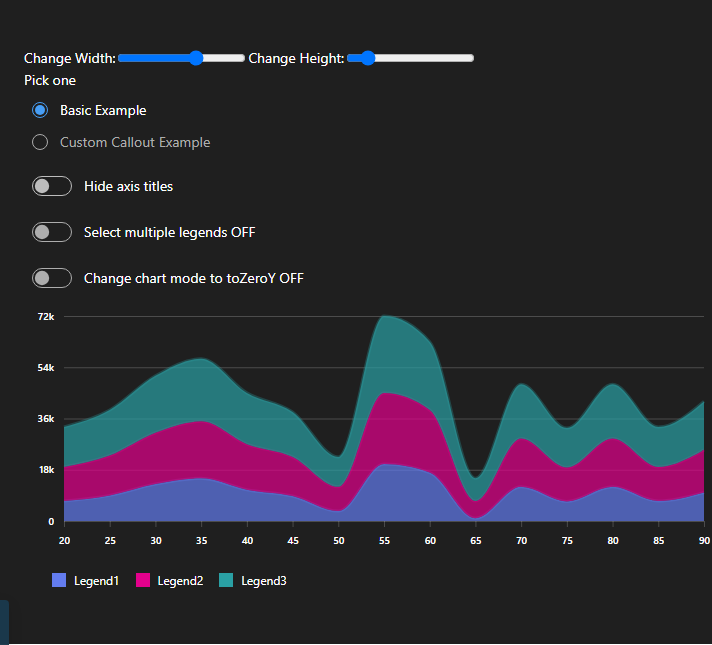 Change Width: Change Height:
Pick one
Basic Example
Custom Callout Example
Hide axis titles
Select multiple legends OFF
Change chart mode to toZeroY OFF
72k
54k
36k
18k
0
20 25 30 35 40 45 50 55 60 65 70 75 80 85 90
Legend1 Legend2 Legend3